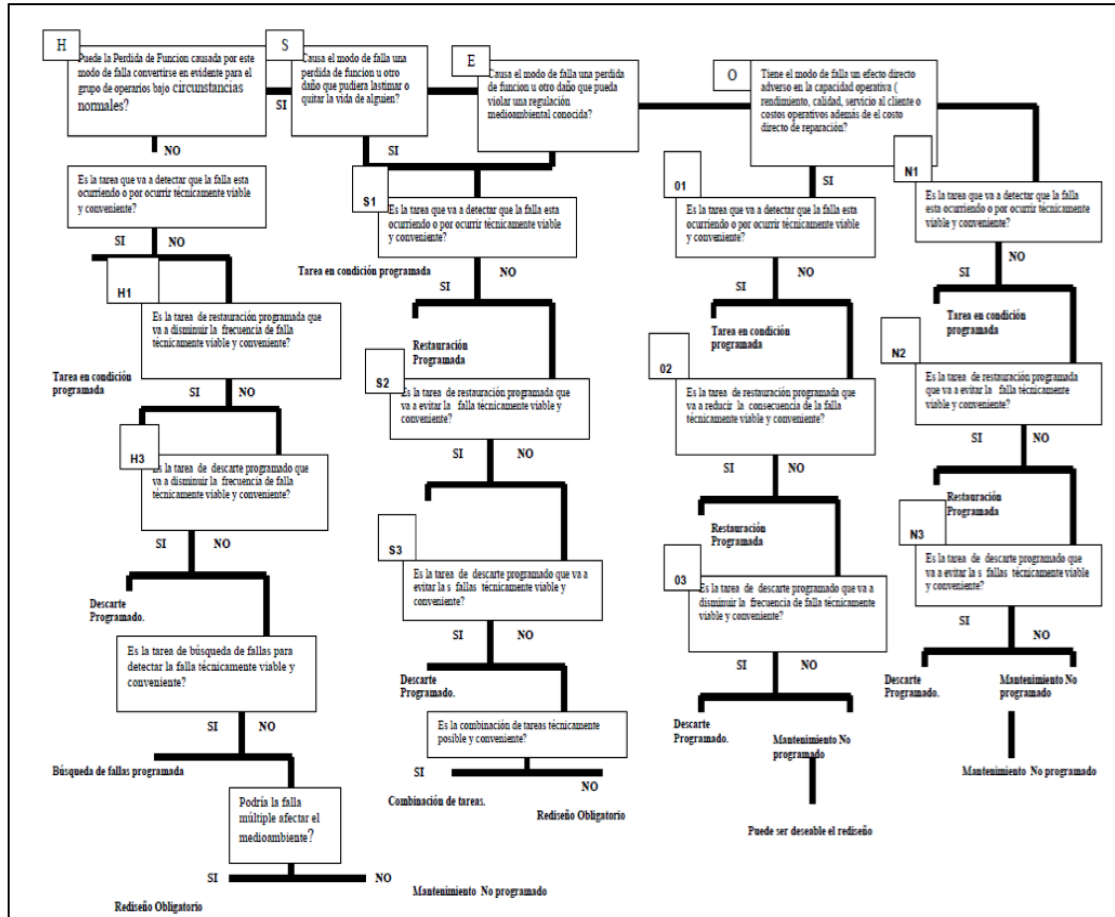 H
Puede la Perdida de Funcion causada por este
modo de falla convertirse en evidente para el
grupo de operarios bajo circunstancias
normales?
S
Causa el modo de falla una
perdida de funcion u otro
daño que pudiera lastimar o
quitar la vida de alguien?
E
Causa el modo de falla una perdida
de funcion u otro daño que pueda
violar una regulación
medioambiental conocida?
O
Tiene el modo de falla un efecto directo
adverso en la capacidad operativa (
rendimiento, calidad, servicio al cliente o
costos operativos además de el costo
directo de reparación?
SI
NO
SI
SI
Es la tarea que va a detectar que la falla esta
ocurriendo o por ocurrir técnicamente viable
y conveniente?
SI
NO
H1
Es la tarea de restauración programada que
va a disminuir la frecuencia de falla
técnicamente viable y conveniente?
Tarea en condición
programada
SI
NO
H3
Es la tarea de descarte programado que
va a disminuir la frecuencia de falla
técnicamente viable y conveniente?
SI
NO
Descarte
Programado.
Es la tarea de búsqueda de fallas para
detectar la falla técnicamente viable y
conveniente?
SI
NO
Búsqueda de fallas programada
Podría la falla
múltiple afectar el
medioambiente?
SI
NO
Rediseño Obligatorio
Mantenimiento No programado
S1
Es la tarea que va a detectar que la falla esta
ocurriendo o por ocurrir técnicamente viable
y conveniente?
Tarea en condición programada
SI
NO
Restauración
Programada
S2
Es la tarea de restauración programada que
va a evitar la falla técnicamente viable y
conveniente?
SI
NO
S3
Es la tarea de descarte programado que va a
evitar la s fallas técnicamente viable y
conveniente?
SI
NO
Descarte
Programado.
Es la combinación de tareas técnicamente
posible y conveniente?
SI
NO
Combinación de tareas.
Rediseño Obligatorio
01
Es la tarea que va a detectar que la falla esta
ocurriendo o por ocurrir técnicamente viable
y conveniente?
SI
NO
Tarea en condición
programada
02
Es la tarea de restauración programada que
va a reducir la consecuencia de la falla
técnicamente viable y conveniente?
SI
NO
Restauración
Programada
03
Es la tarea de descarte programado que va a
disminuir la frecuencia de falla técnicamente
viable y conveniente?
SI
NO
Descarte
Programado.
Mantenimiento No
programado
Puede ser deseable el rediseño
N1
Es la tarea que va a detectar que la falla
esta ocurriendo o por ocurrir técnicamente
viable y conveniente?
SI
NO
Tarea en condición
programada
N2
Es la tarea de restauración programada
que va a evitar la falla técnicamente
viable y conveniente?
SI
NO
Restauración
Programada
N3
Es la tarea de descarte programado que
va a evitar la s fallas técnicamente viable
y conveniente?
SI
NO
Descarte
Programado.
Mantenimiento No
programado
Mantenimiento No programado